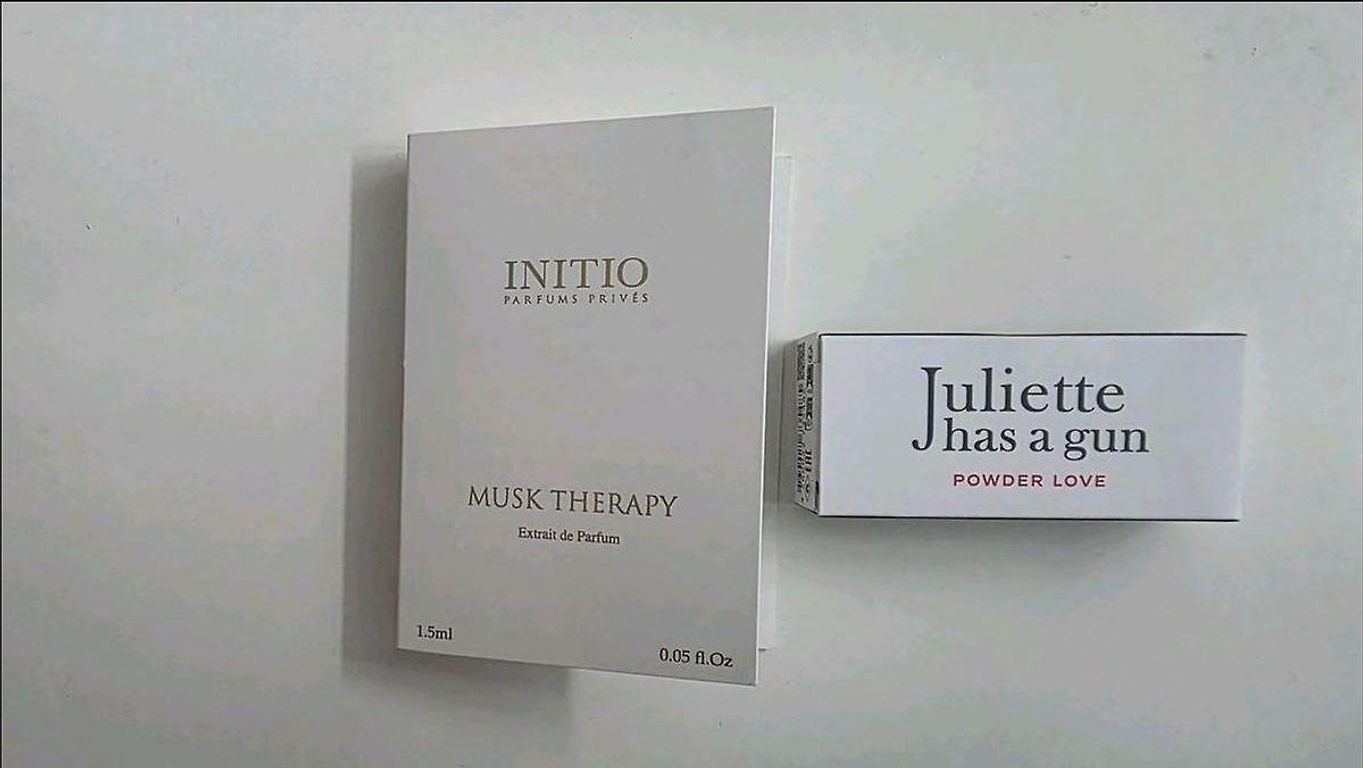 INITIO
PARFUMS PRIVÉS
MUSK THERAPY
Extrait de Parfum
1.5ml
0.05 fl.Oz
Juliette
has a gun
POWDER LOVE